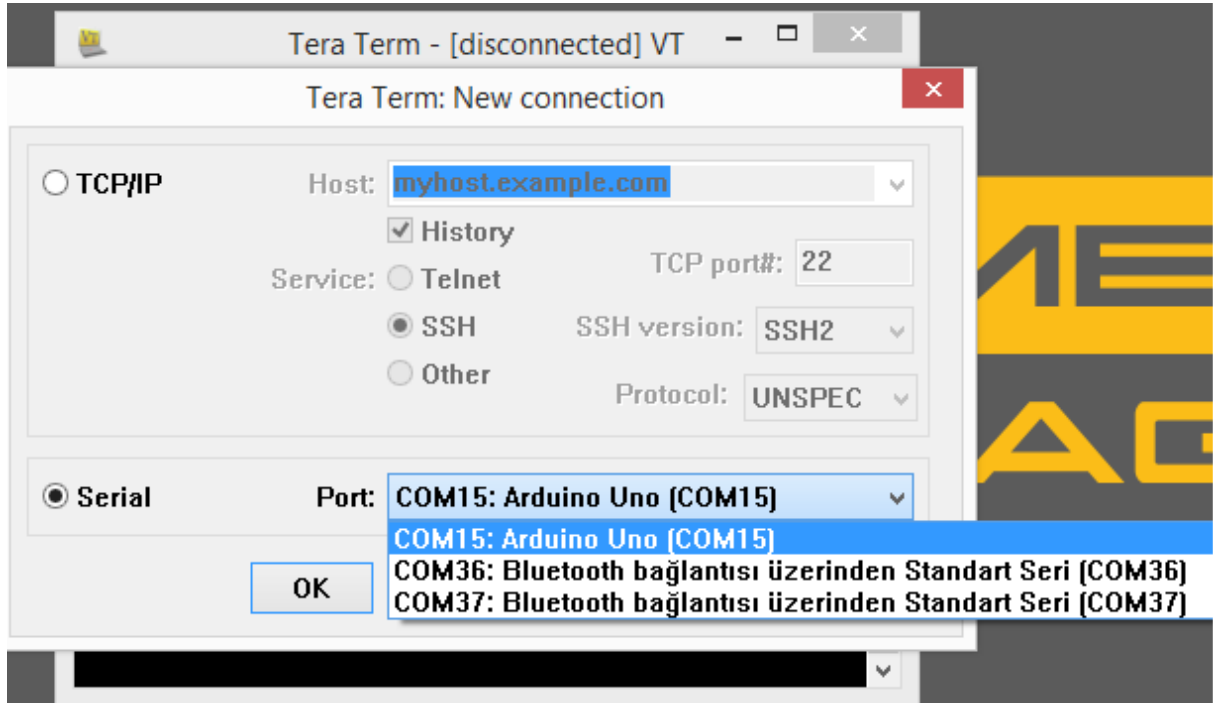 Tera Term - [disconnected] VT
Tera Term: New connection
TCP/IP
Host: myhost.example.com
History
Service: Telnet
TCP port#: 22
SSH
SSH version: SSH2
Other
Protocol: UNSPEC
Serial
Port: COM15: Arduino Uno (COM15)
COM15: Arduino Uno (COM15)
COM36: Bluetooth bağlantısı üzerinden Standart Seri (COM36)
COM37: Bluetooth bağlantısı üzerinden Standart Seri (COM37)
OK